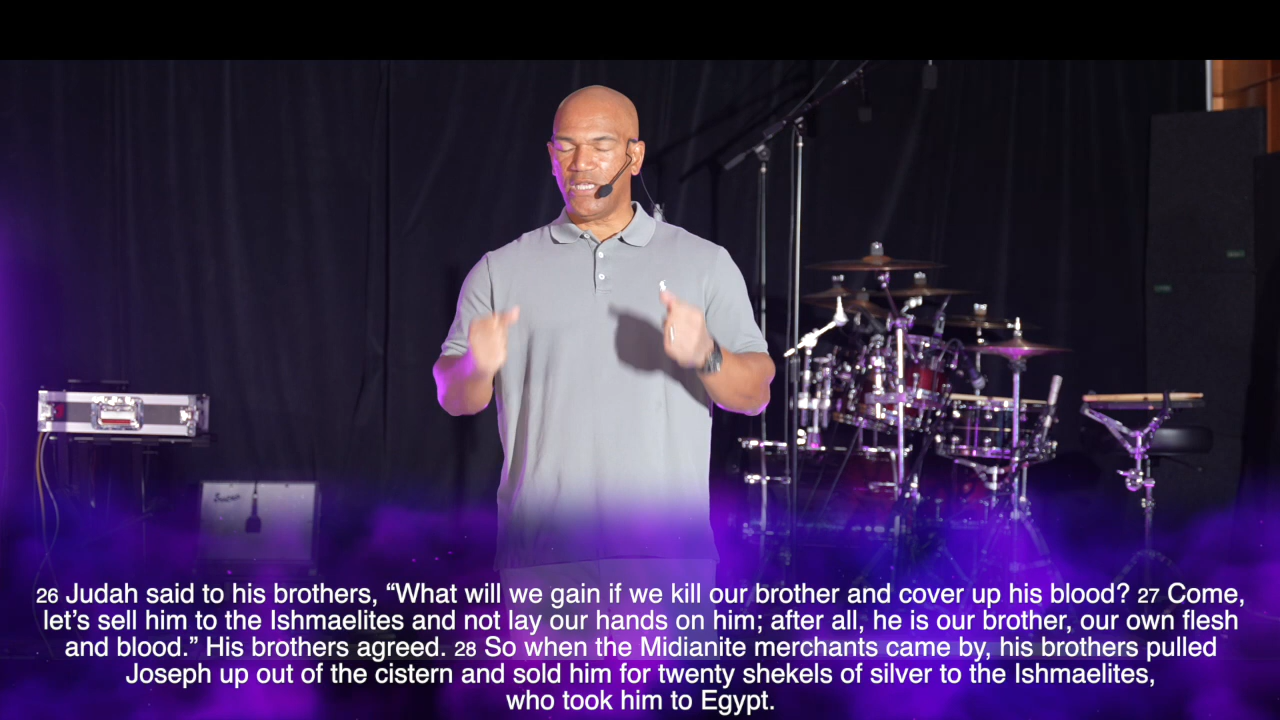 26 Judah said to his brothers, “What will we gain if we kill our brother and cover up his blood? 27 Come,
let’s sell him to the Ishmaelites and not lay our hands on him; after all, he is our brother, our own flesh
and blood.” His brothers agreed. 28 So when the Midianite merchants came by, his brothers pulled
Joseph up out of the cistern and sold him for twenty shekels of silver to the Ishmaelites,
who took him to Egypt.